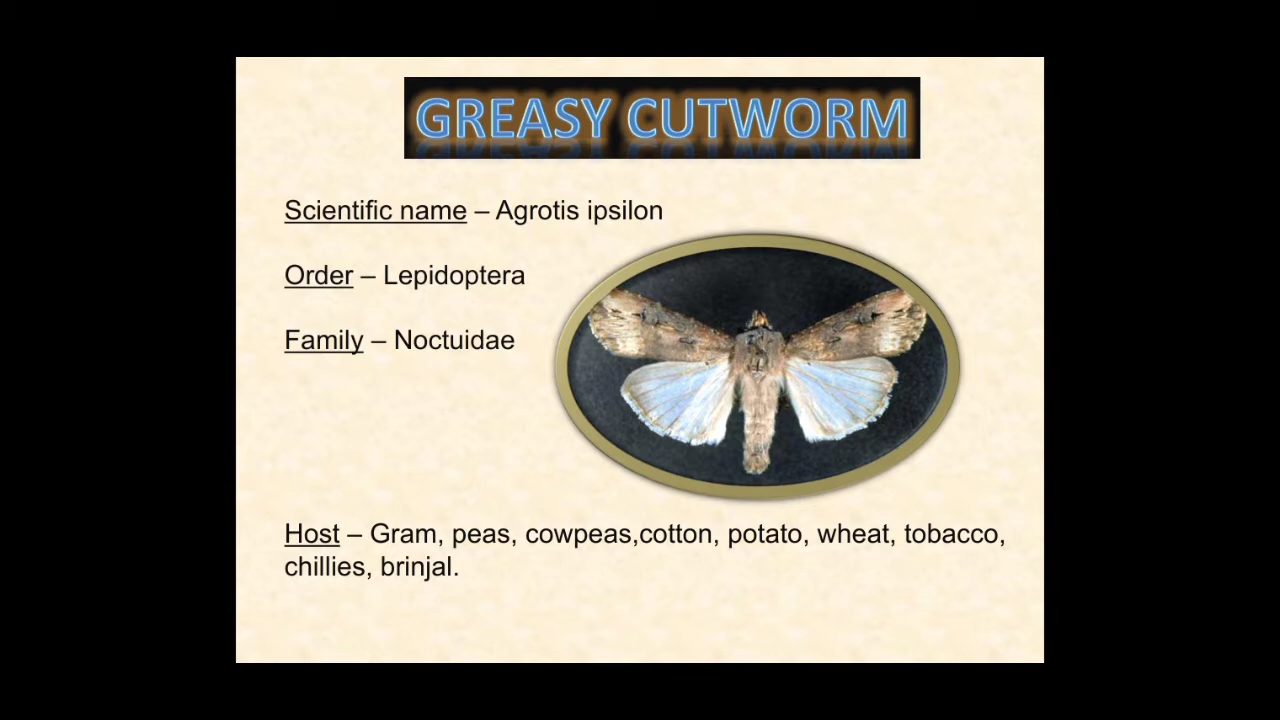 GREASY CUTWORM
Scientific name – Agrotis ipsilon
Order – Lepidoptera
Family – Noctuidae
Host – Gram, peas, cowpeas,cotton, potato, wheat, tobacco,
chillies, brinjal.